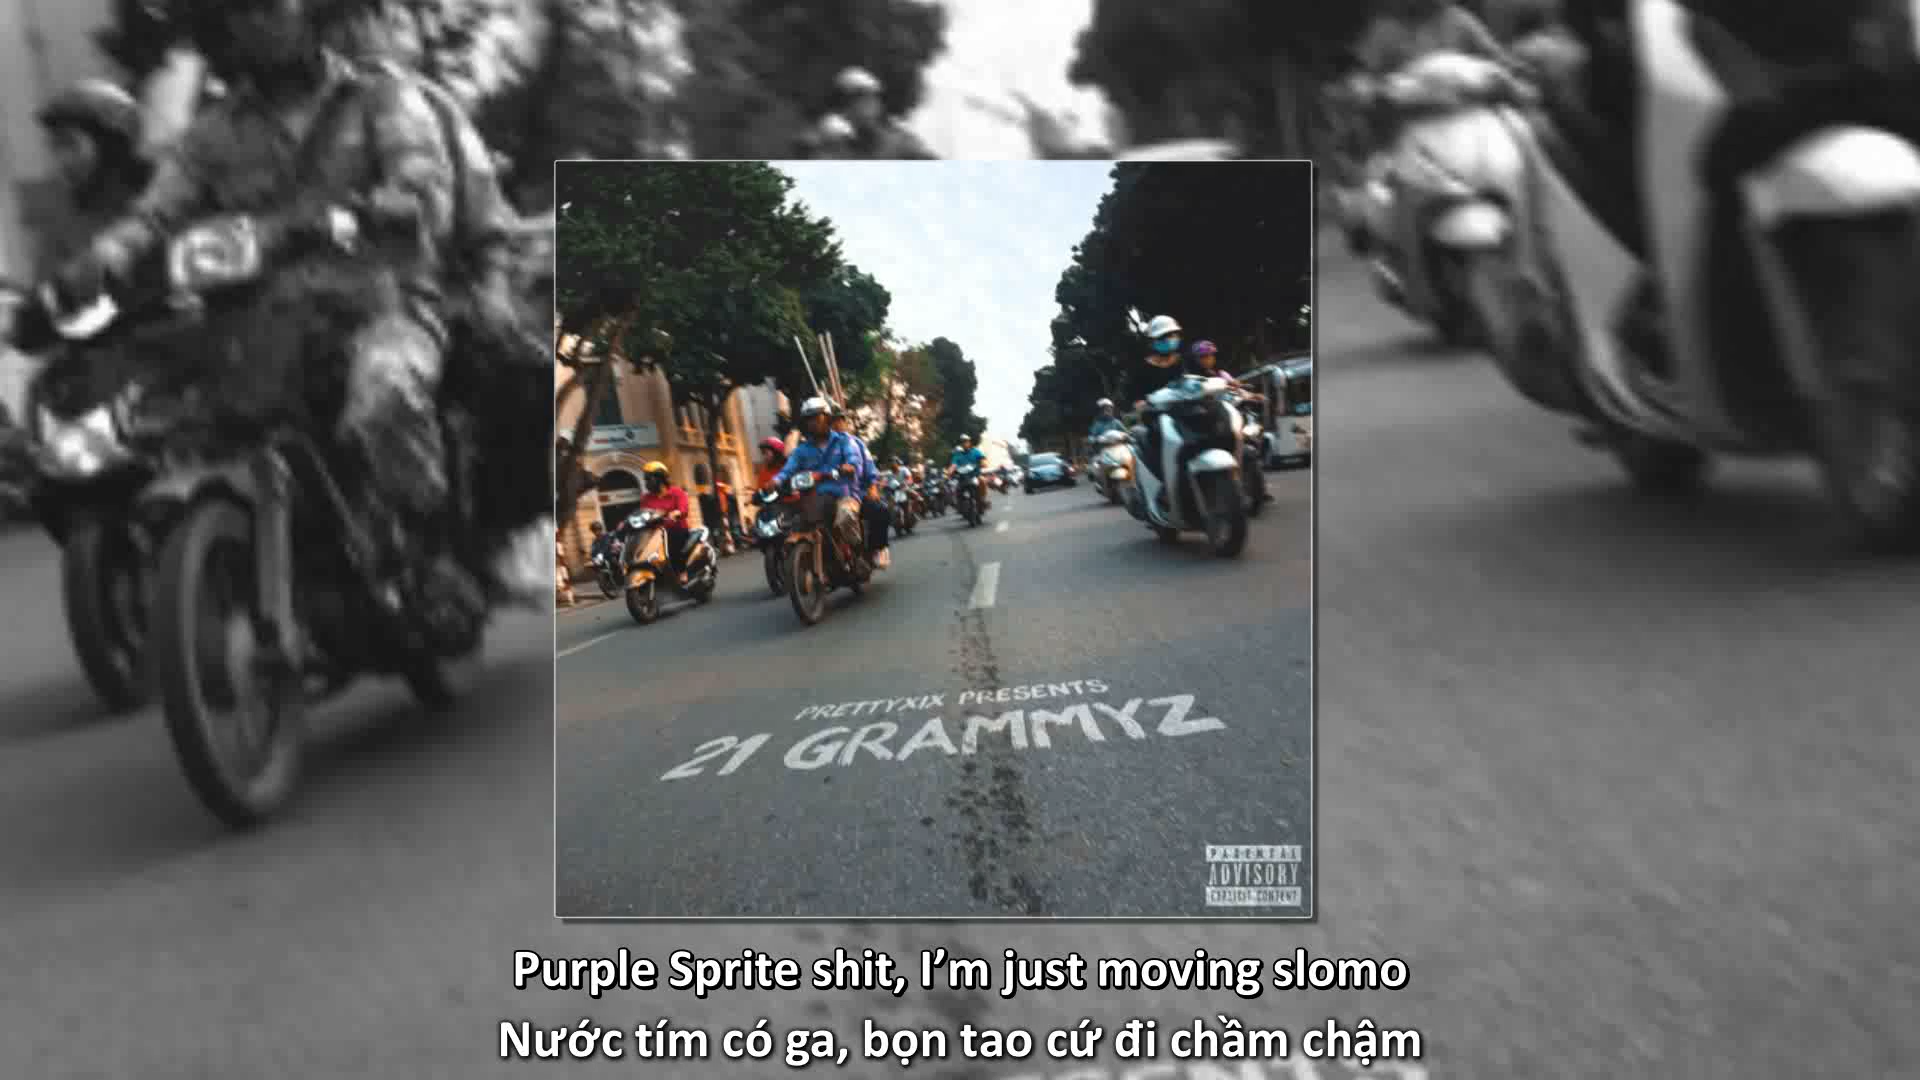 PRETTYXIX PRESENTS
21 GRAMMYZ
PARENTAL
ADVISORY
EXPLICIT CONTENT
Purple Sprite shit, I’m just moving slomo
Nước tím có ga, bọn tao cứ đi chầm chậm